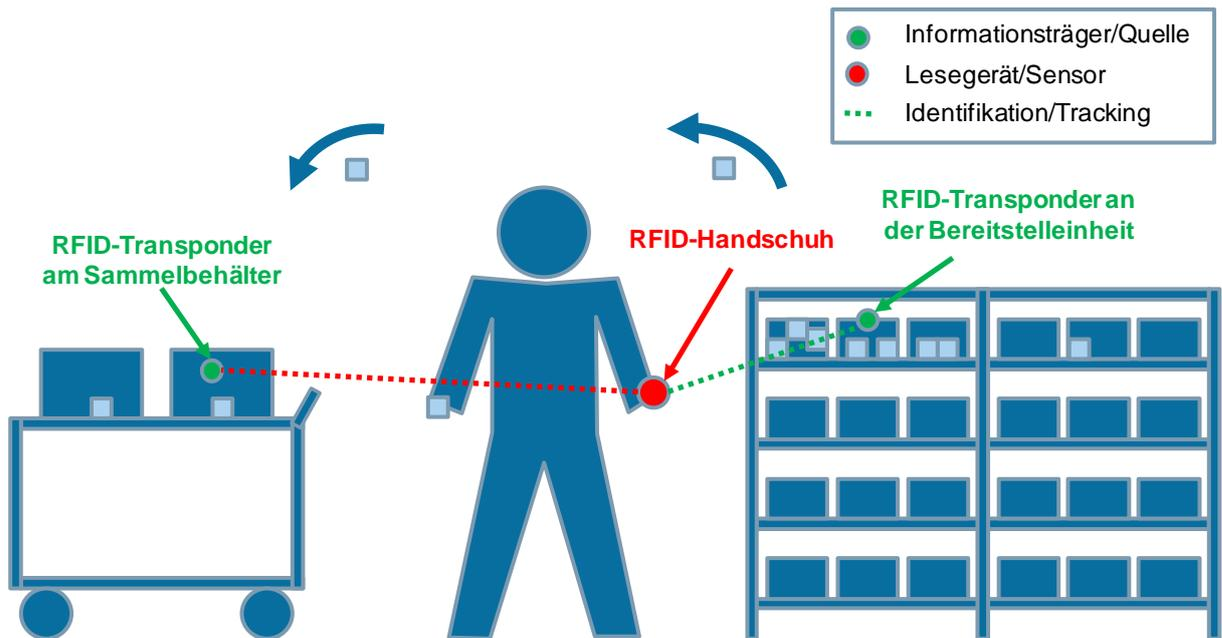 Informationsträger/Quelle
Lesegerät/Sensor
Identifikation/Tracking
RFID-Transponder an
der Bereitstelleinheit
RFID-Handschuh
RFID-Transponder
am Sammelbehälter